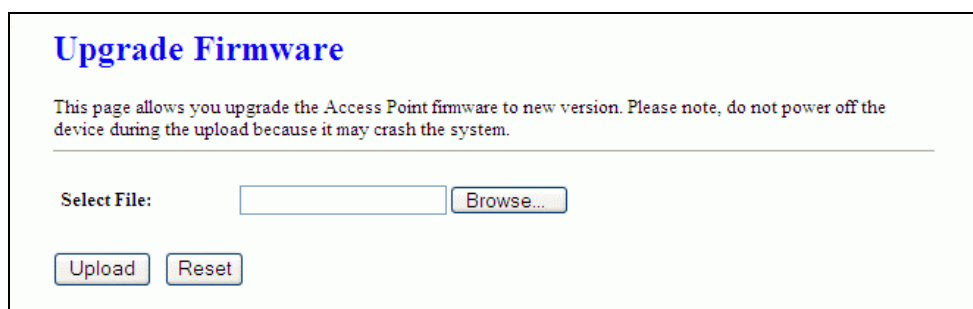 Upgrade Firmware
This page allows you upgrade the Access Point firmware to new version. Please note, do not power off the
device during the upload because it may crash the system.
Select File: Browse...
Upload Reset